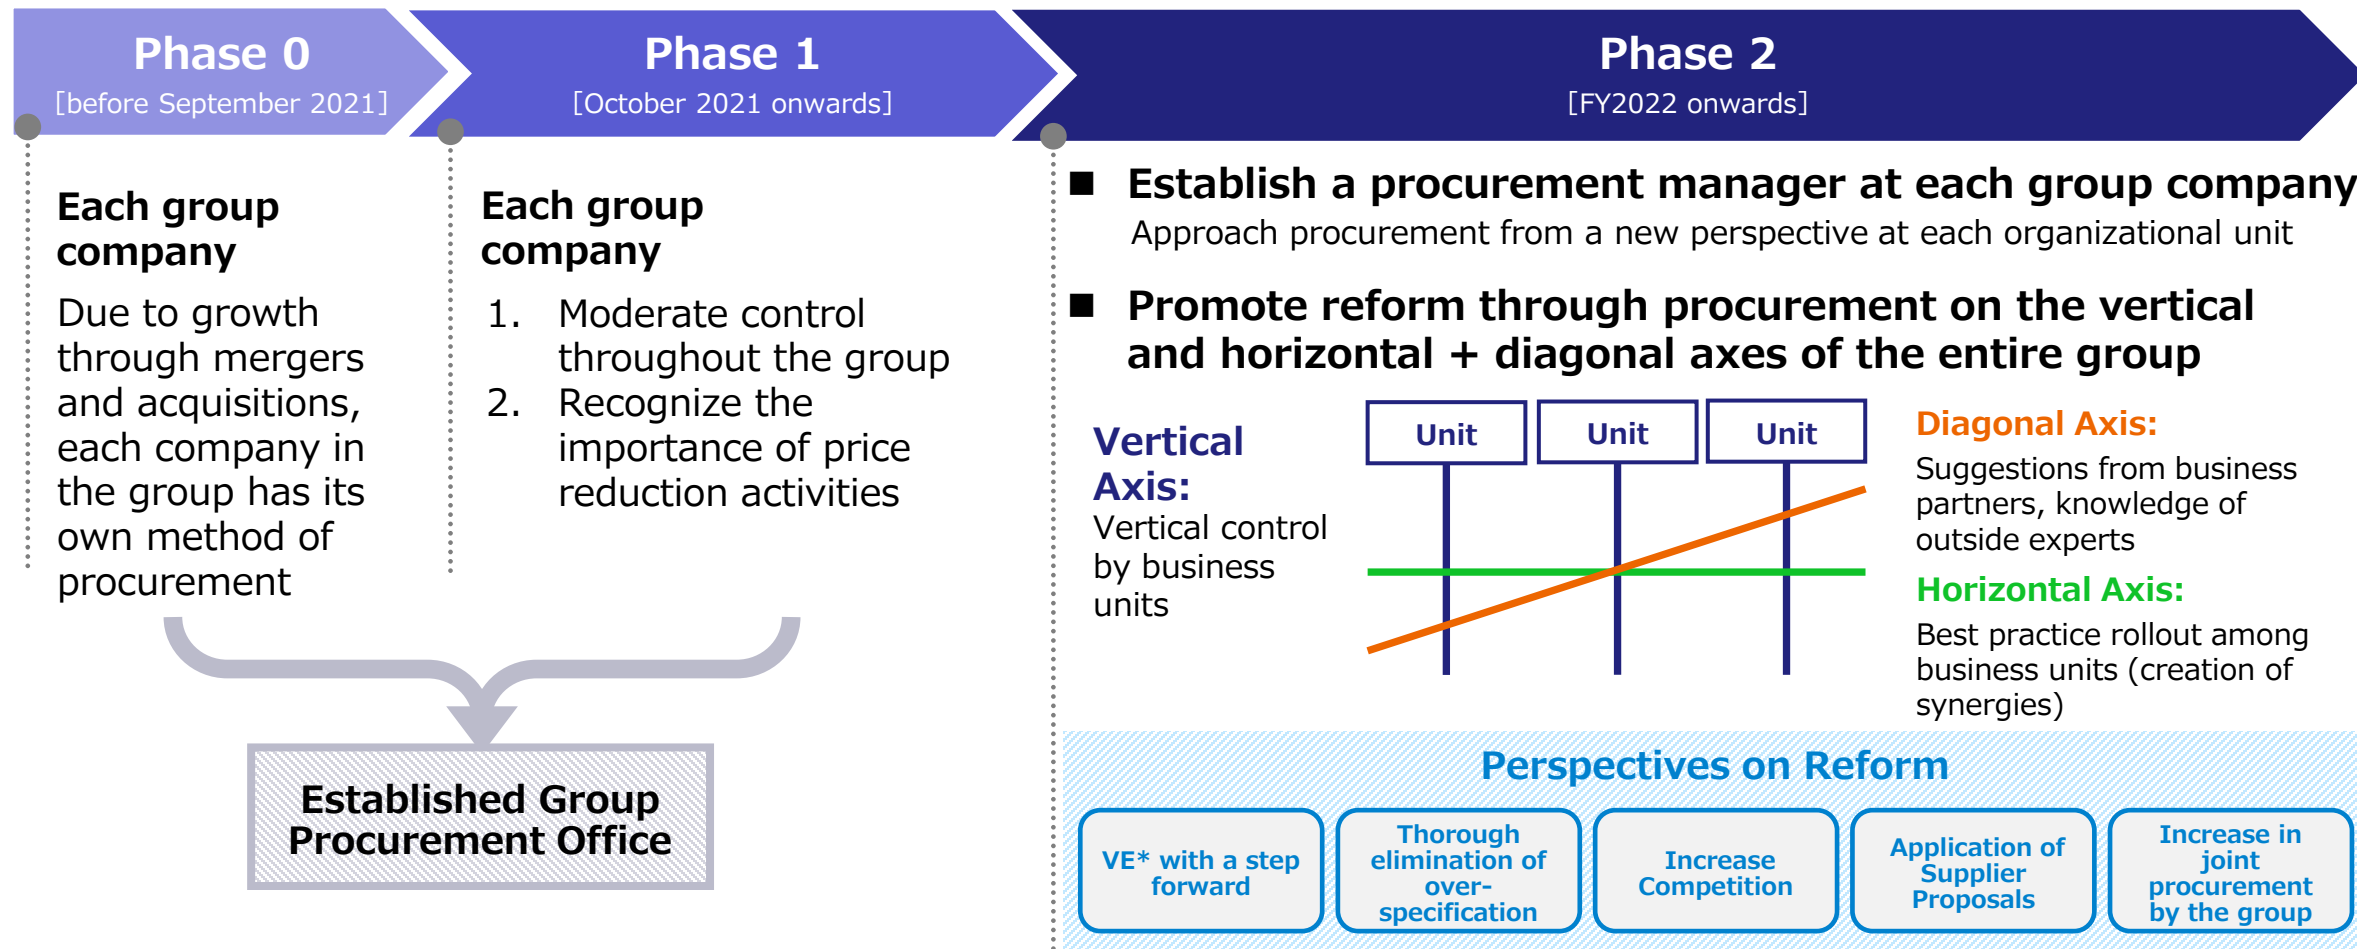 Phase 0
[before September 2021]
Phase 1
[October 2021 onwards]
Phase 2
[FY2022 onwards]
Each group
company
Due to growth
through mergers
and acquisitions,
each company in
the group has its
own method of
procurement
Each group
company
1. Moderate control
throughout the group
2. Recognize the
importance of price
reduction activities
Established Group
Procurement Office
■ Establish a procurement manager at each group company
Approach procurement from a new perspective at each organizational unit
■ Promote reform through procurement on the vertical
and horizontal + diagonal axes of the entire group
Vertical
Axis:
Vertical control
by business
units
Unit
Unit
Unit
Diagonal Axis:
Suggestions from business
partners, knowledge of
outside experts
Horizontal Axis:
Best practice rollout among
business units (creation of
synergies)
Perspectives on Reform
VE* with a step
forward
Thorough
elimination of
over-
specification
Increase
Competition
Application of
Supplier
Proposals
Increase in
joint
procurement
by the group